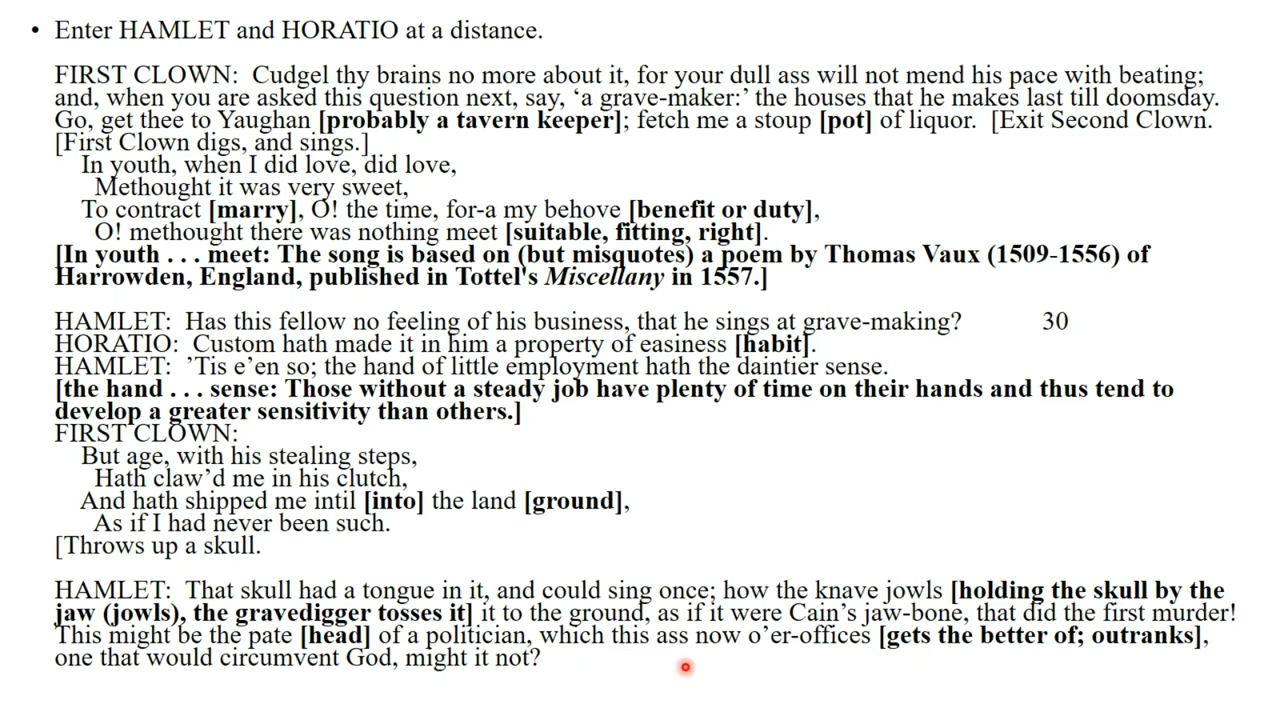 • Enter HAMLET and HORATIO at a distance.
FIRST CLOWN: Cudgel thy brains no more about it, for your dull ass will not mend his pace with beating;
and, when you are asked this question next, say, ‘a grave-maker:’ the houses that he makes last till doomsday.
Go, get thee to Yaughan [probably a tavern keeper]; fetch me a stoup [pot] of liquor. [Exit Second Clown.
[First Clown digs, and sings.]
In youth, when I did love, did love,
Methought it was very sweet,
To contract [marry], O! the time, for-a my behove [benefit or duty],
O! methought there was nothing meet [suitable, fitting, right].
[In youth . . . meet: The song is based on (but misquotes) a poem by Thomas Vaux (1509-1556) of
Harrowden, England, published in Tottel's Miscellany in 1557.]
HAMLET: Has this fellow no feeling of his business, that he sings at grave-making? 30
HORATIO: Custom hath made it in him a property of easiness [habit].
HAMLET: ’Tis e’en so; the hand of little employment hath the daintier sense.
[the hand . . . sense: Those without a steady job have plenty of time on their hands and thus tend to
develop a greater sensitivity than others.]
FIRST CLOWN:
But age, with his stealing steps,
Hath claw’d me in his clutch,
And hath shipped me intil [into] the land [ground],
As if I had never been such.
[Throws up a skull.
HAMLET: That skull had a tongue in it, and could sing once; how the knave jowls [holding the skull by the
jaw (jowls), the gravedigger tosses it] it to the ground, as if it were Cain’s jaw-bone, that did the first murder!
This might be the pate [head] of a politician, which this ass now o’er-offices [gets the better of; outranks],
one that would circumvent God, might it not?